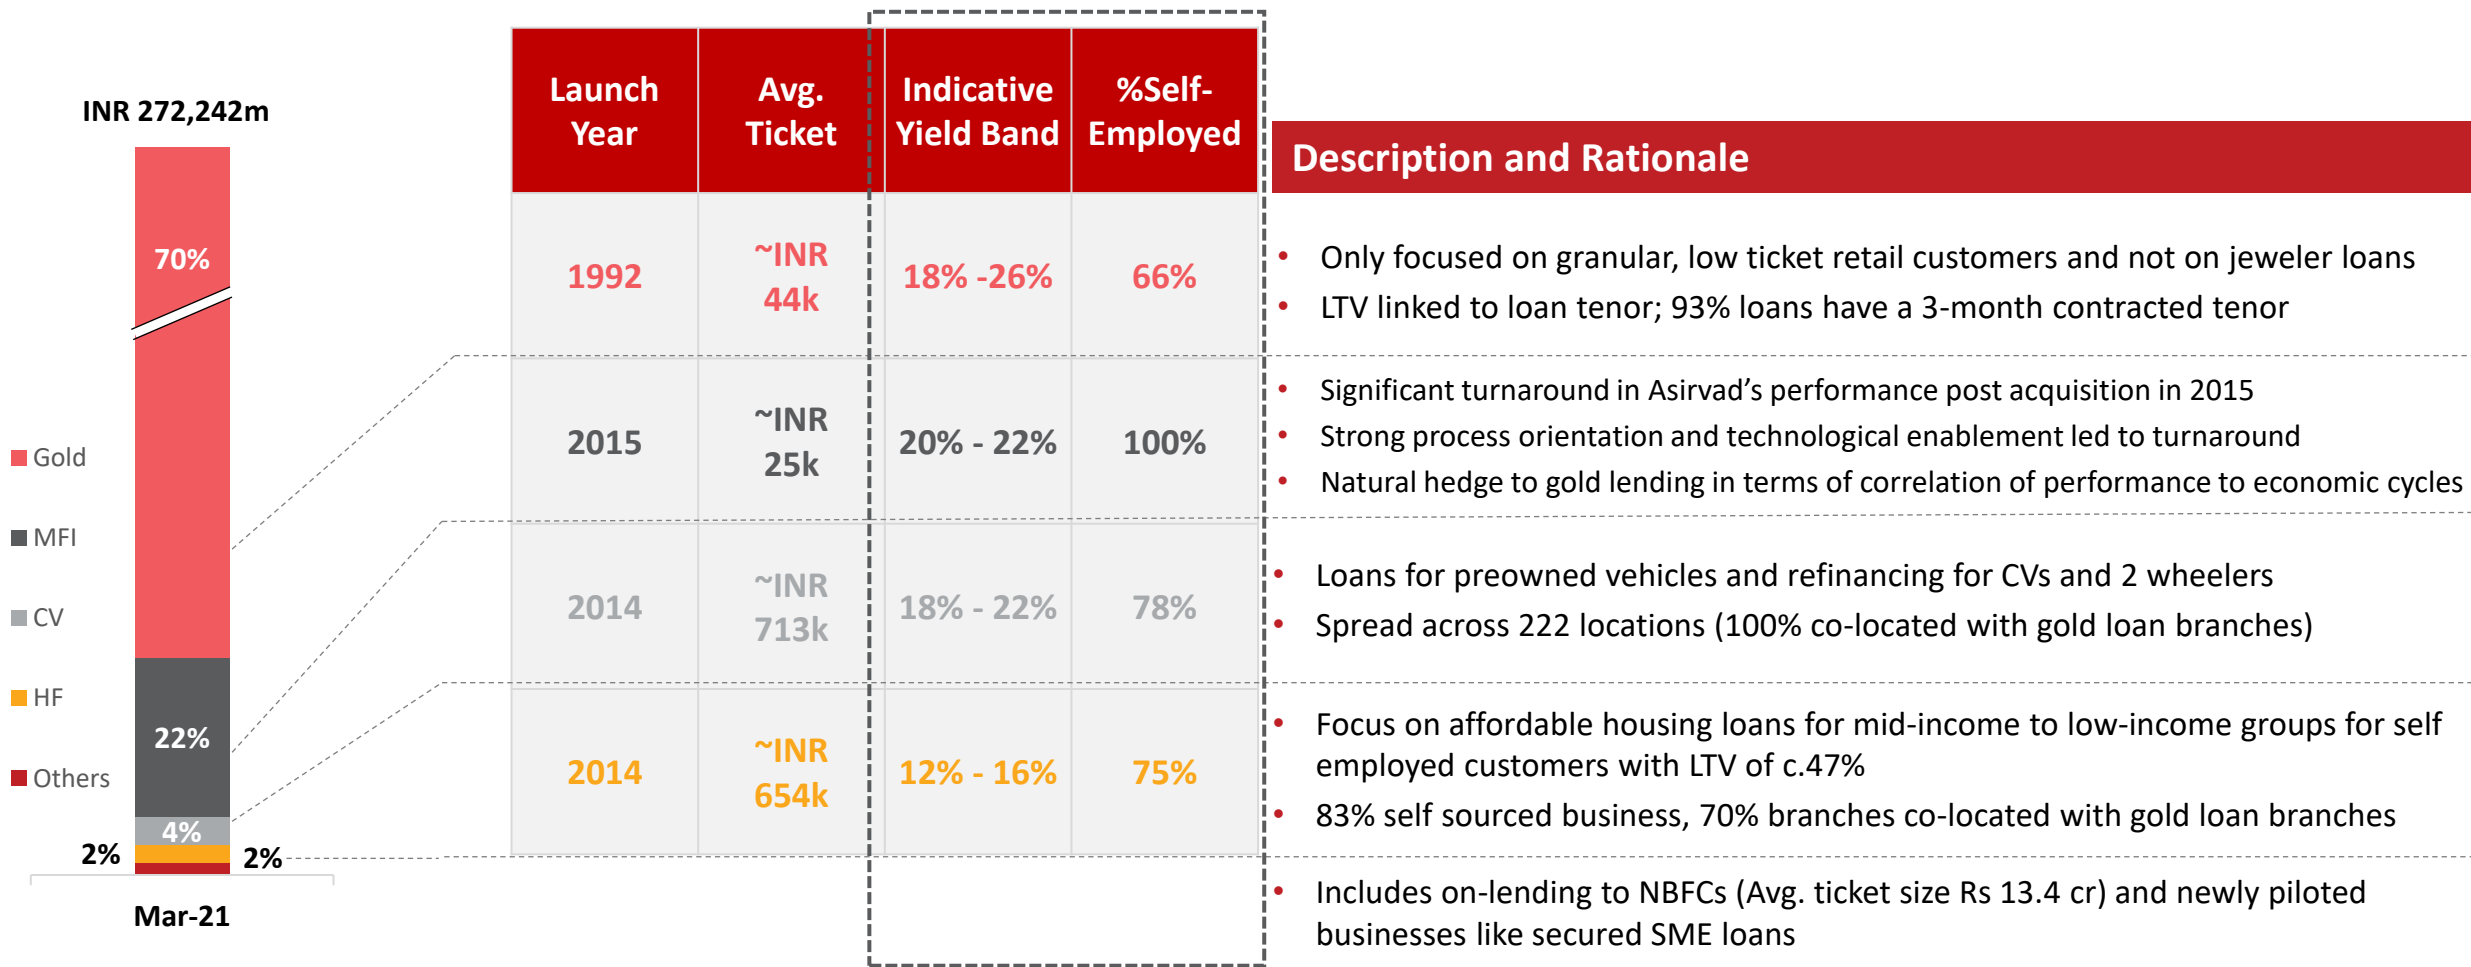 INR 272,242m
70%
22%
4%
2%
2%
Mar-21
Gold
MFI
CV
HF
Others
Launch
Year
Avg.
Ticket
Indicative
Yield Band
%Self-
Employed
Description and Rationale
1992
~INR
44k
18% -26%
66%
• Only focused on granular, low ticket retail customers and not on jeweler loans
• LTV linked to loan tenor; 93% loans have a 3-month contracted tenor
2015
~INR
25k
20% - 22%
100%
• Significant turnaround in Asirvad’s performance post acquisition in 2015
• Strong process orientation and technological enablement led to turnaround
• Natural hedge to gold lending in terms of correlation of performance to economic cycles
2014
~INR
713k
18% - 22%
78%
• Loans for preowned vehicles and refinancing for CVs and 2 wheelers
• Spread across 222 locations (100% co-located with gold loan branches)
2014
~INR
654k
12% - 16%
75%
• Focus on affordable housing loans for mid-income to low-income groups for self
employed customers with LTV of c.47%
• 83% self sourced business, 70% branches co-located with gold loan branches
• Includes on-lending to NBFCs (Avg. ticket size Rs 13.4 cr) and newly piloted
businesses like secured SME loans